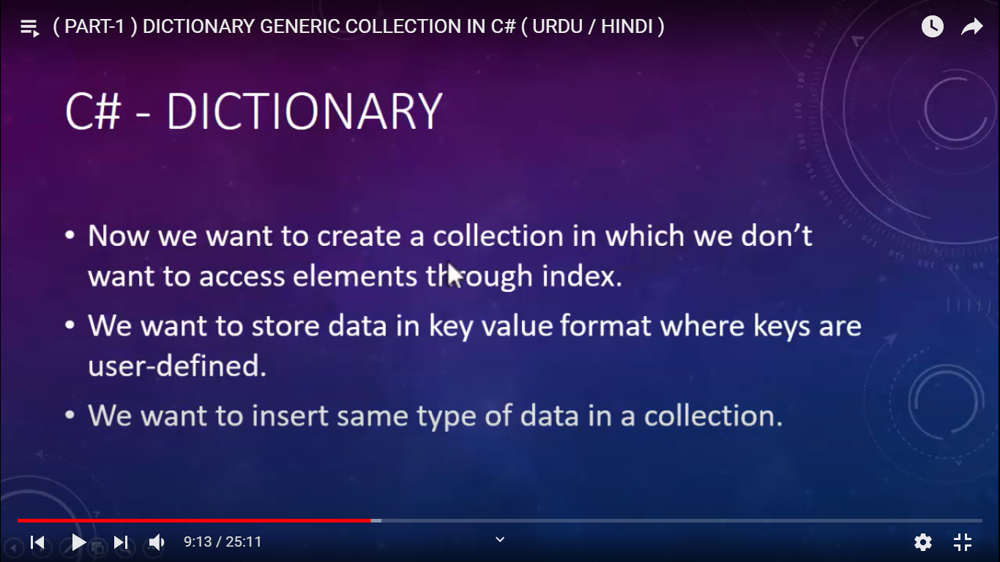 ( PART-1 ) DICTIONARY GENERIC COLLECTION IN C# ( URDU / HINDI )
C# - DICTIONARY
• Now we want to create a collection in which we don’t
want to access elements through index.
• We want to store data in key value format where keys are
user-defined.
• We want to insert same type of data in a collection.
9:13 / 25:11